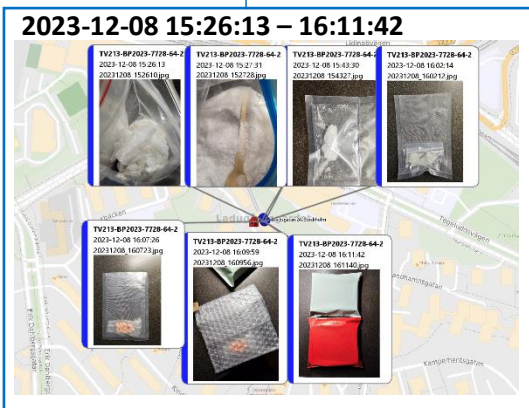 2023-12-08 15:26:13 – 16:11:42
TV213-BP2023-7728-64-2
2023-12-08 15:26:13
20231208_152610.jpg
TV213-BP2023-7728-64-2
2023-12-08 15:27:31
20231208_152728.jpg
TV213-BP2023-7728-64-2
2023-12-08 15:43:30
20231208_154327.jpg
TV213-BP2023-7728-64-2
2023-12-08 16:02:14
20231208_160212.jpg
TV213-BP2023-7728-64-2
2023-12-08 16:07:26
20231208_160723.jpg
TV213-BP2023-7728-64-2
2023-12-08 16:09:59
20231208_160956.jpg
TV213-BP2023-7728-64-2
2023-12-08 16:11:42
20231208_161140.jpg
Tegeluddsvägen
Kampementsgatan